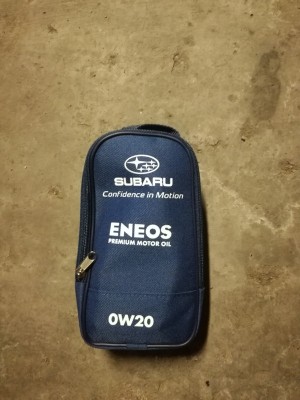 SUBARU
Confidence in Motion
ENEOS
PREMIUM MOTOR OIL
0W20